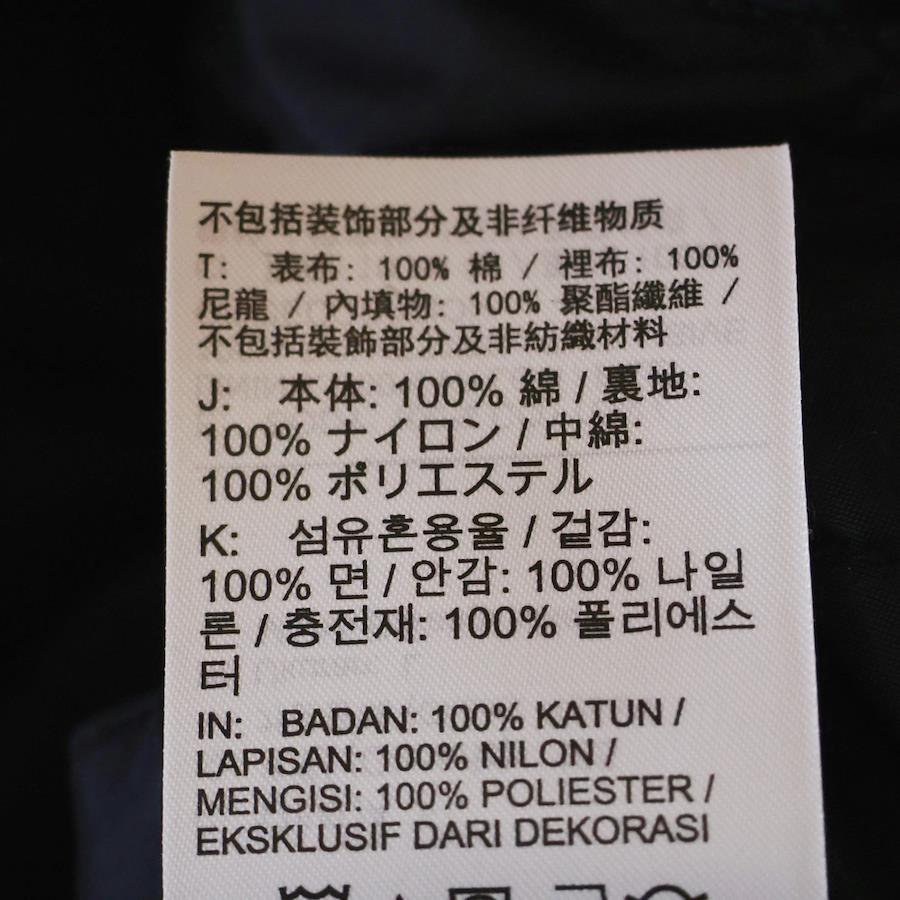 不包括装饰部分及非纤维物质
T: 表布: 100% 棉 / 裡布: 100%
尼龍 / 內填物: 100% 聚酯纖維 /
不包括裝飾部分及非紡織材料
J: 本体: 100% 綿 / 裏地:
100% ナイロン / 中綿:
100% ポリエステル
K: 섬유혼용율 / 겉감:
100% 면 / 안감: 100% 나일
론 / 충전재: 100% 폴리에스
터
IN: BADAN: 100% KATUN /
LAPISAN: 100% NILON /
MENGISI: 100% POLIESTER /
EKSKLUSIF DARI DEKORASI